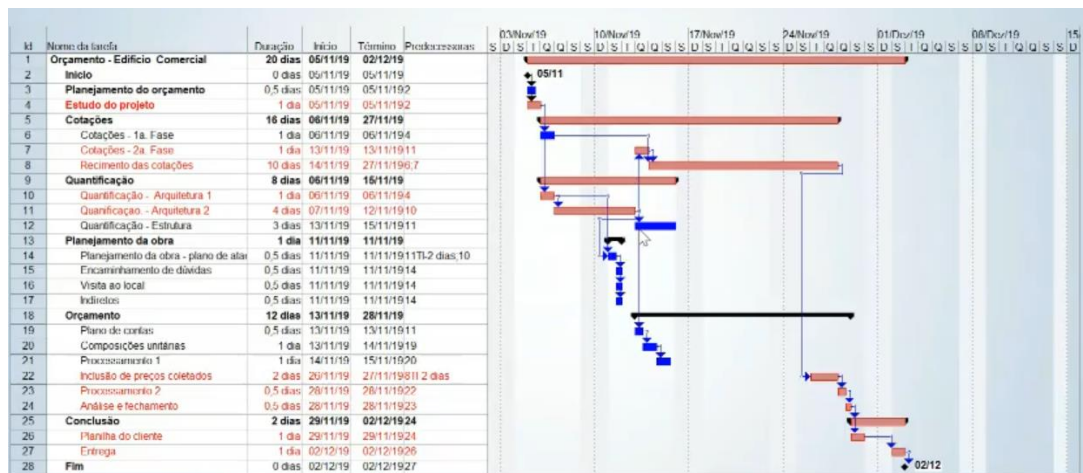 03/Nov/19 10/Nov/19 17/Nov/19 24/Nov/19 01/Dez/19 08/Dez/19 15
Id Nome da tarefa Duração Início Término Predecessoras S D S T Q Q S S D S T Q Q S S D S T Q Q S S D S T Q Q S S D S T Q Q S S D S T Q Q S S D
1 Orçamento - Edificio Comercial 20 dias 05/11/19 02/12/19
2 Inicio 0 dias 05/11/19 05/11/19 05/11
3 Planejamento do orçamento 0,5 dias 05/11/19 05/11/19 2
4 Estudo do projeto 1 dia 05/11/19 05/11/19 2
5 Cotações 16 dias 06/11/19 27/11/19
6 Cotações - 1a. Fase 1 dia 06/11/19 06/11/19 4
7 Cotações - 2a. Fase 1 dia 13/11/19 13/11/19 11
8 Recimento das cotações 10 dias 14/11/19 27/11/19 6,7
9 Quantificação 8 dias 06/11/19 15/11/19
10 Quantificação - Arquitetura 1 1 dia 06/11/19 06/11/19 4
11 Quanificaçao. - Arquitetura 2 4 dias 07/11/19 12/11/19 10
12 Quantificação - Estrutura 3 dias 13/11/19 15/11/19 11
13 Planejamento da obra 1 dia 11/11/19 11/11/19
14 Planejamento da obra - plano de ata 0,5 dias 11/11/19 11/11/19 11TI-2 dias;10
15 Encaminhamento de dúvidas 0,5 dias 11/11/19 11/11/19 14
16 Visita ao local 0,5 dias 11/11/19 11/11/19 14
17 Indiretos 0,5 dias 11/11/19 11/11/19 14
18 Orçamento 12 dias 13/11/19 28/11/19
19 Plano de contas 0,5 dias 13/11/19 13/11/19 11
20 Composições unitárias 1 dia 13/11/19 14/11/19 19
21 Processamento 1 1 dia 14/11/19 15/11/19 20
22 Inclusão de preços coletados 2 dias 26/11/19 27/11/19 8TI-2 dias
23 Processamento 2 0,5 dias 28/11/19 28/11/19 22
24 Análise e fechamento 0,5 dias 28/11/19 28/11/19 23
25 Conclusão 2 dias 29/11/19 02/12/19 24
26 Planilha do cliente 1 dia 29/11/19 29/11/19 24
27 Entrega 1 dia 02/12/19 02/12/19 26
28 Fim 0 dias 02/12/19 02/12/19 27 02/12